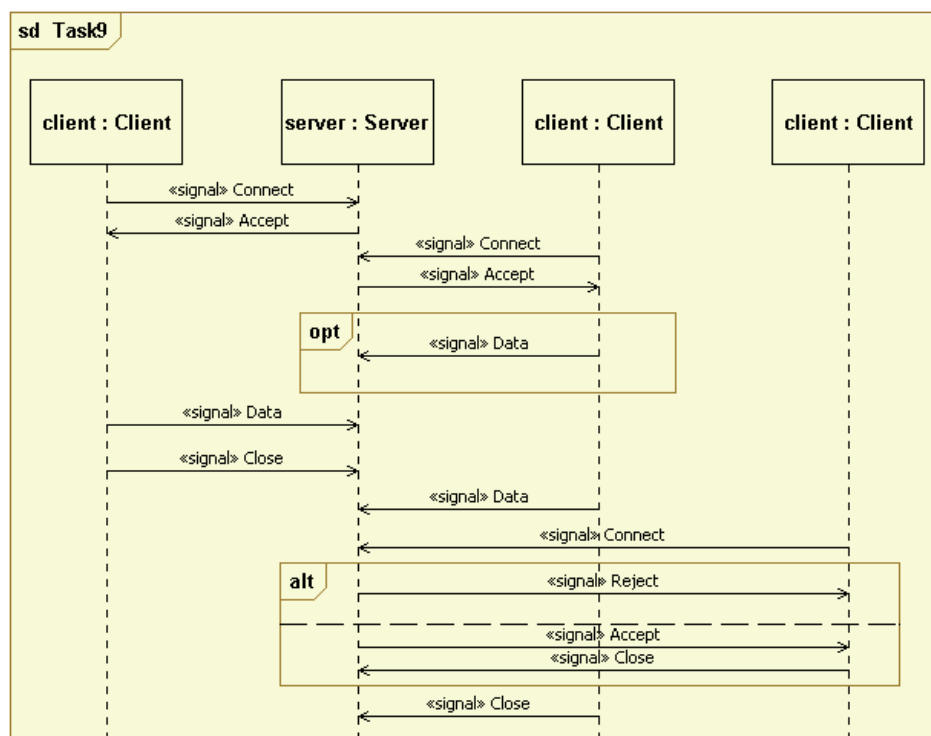 sd Task9
client : Client
server : Server
client : Client
client : Client
«signal» Connect
«signal» Accept
«signal» Connect
«signal» Accept
opt
«signal» Data
«signal» Data
«signal» Close
«signal» Data
«signal» Connect
alt
«signal» Reject
«signal» Accept
«signal» Close
«signal» Close